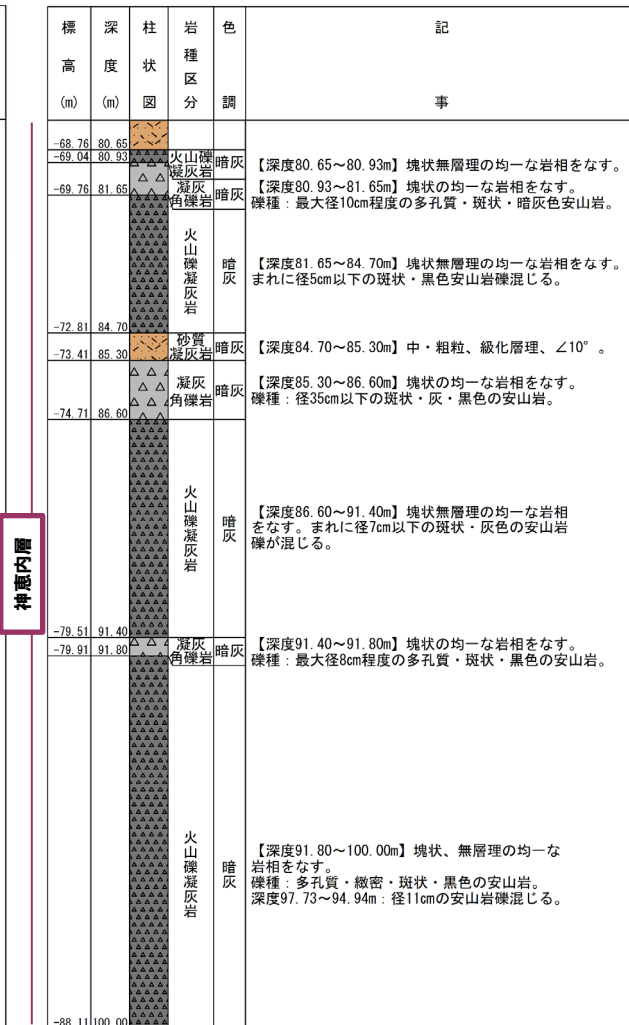 標高(m) 深度(m) 柱状図 岩種区分 色調 記事
-68.76 80.65
-69.04 80.93 火山礫凝灰岩 暗灰 【深度80.65～80.93m】塊状無層理の均一な岩相をなす。
-69.76 81.65 凝灰角礫岩 暗灰 【深度80.93～81.65m】塊状の均一な岩相をなす。
礫種：最大径10cm程度の多孔質・斑状・暗灰色安山岩。
火山礫凝灰岩 暗灰 【深度81.65～84.70m】塊状無層理の均一な岩相をなす。
まれに径5cm以下の斑状・黒色安山岩礫混じる。
-72.81 84.70
-73.41 85.30 砂質凝灰岩 暗灰 【深度84.70～85.30m】中・粗粒、級化層理、∠10°。
凝灰角礫岩 暗灰 【深度85.30～86.60m】塊状の均一な岩相をなす。
礫種：径35cm以下の斑状・灰・黒色の安山岩。
-74.71 86.60
火山礫凝灰岩 暗灰 【深度86.60～91.40m】塊状無層理の均一な岩相
をなす。まれに径7cm以下の斑状・灰色の安山岩
礫が混じる。
神恵内層
-79.51 91.40
-79.91 91.80 凝灰角礫岩 暗灰 【深度91.40～91.80m】塊状の均一な岩相をなす。
礫種：最大径8cm程度の多孔質・斑状・黒色の安山岩。
火山礫凝灰岩 暗灰 【深度91.80～100.00m】塊状、無層理の均一な
岩相をなす。
礫種：多孔質・緻密・斑状・黒色の安山岩。
深度97.73～94.94m：径11cmの安山岩礫混じる。
-88.11 100.00